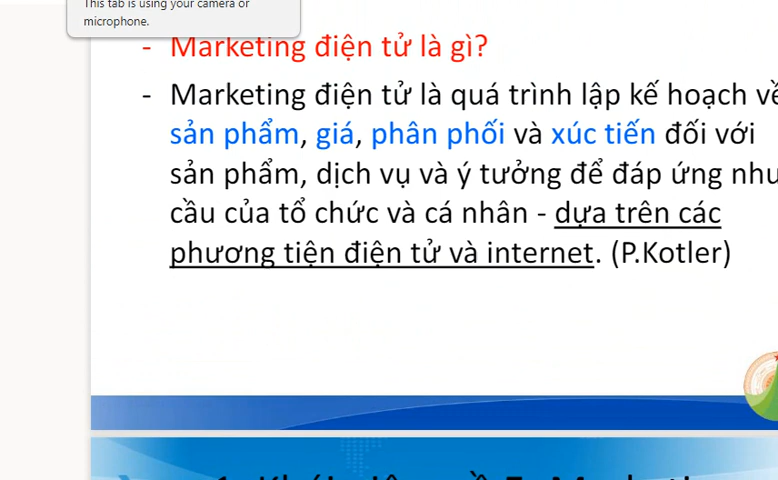 This tab is using your camera or
microphone.
- Marketing điện tử là gì?
- Marketing điện tử là quá trình lập kế hoạch về
sản phẩm, giá, phân phối và xúc tiến đối với
sản phẩm, dịch vụ và ý tưởng để đáp ứng nhu
cầu của tổ chức và cá nhân - dựa trên các
phương tiện điện tử và internet. (P.Kotler)